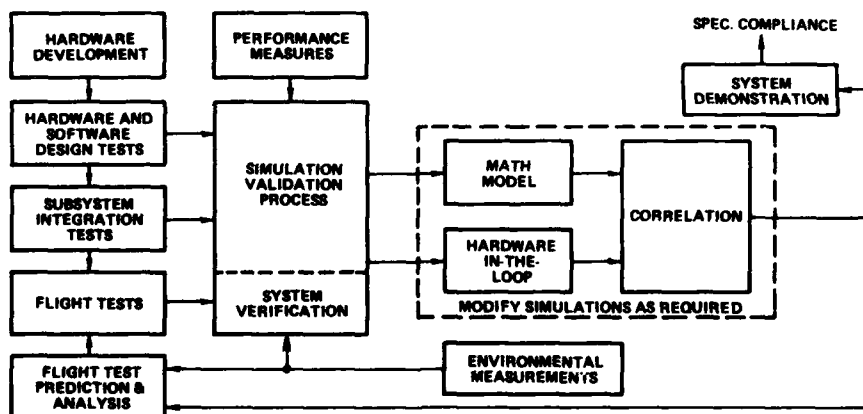 HARDWARE
DEVELOPMENT
PERFORMANCE
MEASURES
SPEC. COMPLIANCE
SYSTEM
DEMONSTRATION
HARDWARE AND
SOFTWARE
DESIGN TESTS
SIMULATION
VALIDATION
PROCESS
MATH
MODEL
CORRELATION
SUBSYSTEM
INTEGRATION
TESTS
HARDWARE
IN-THE-
LOOP
FLIGHT TESTS
SYSTEM
VERIFICATION
MODIFY SIMULATIONS AS REQUIRED
FLIGHT TEST
PREDICTION &
ANALYSIS
ENVIRONMENTAL
MEASUREMENTS